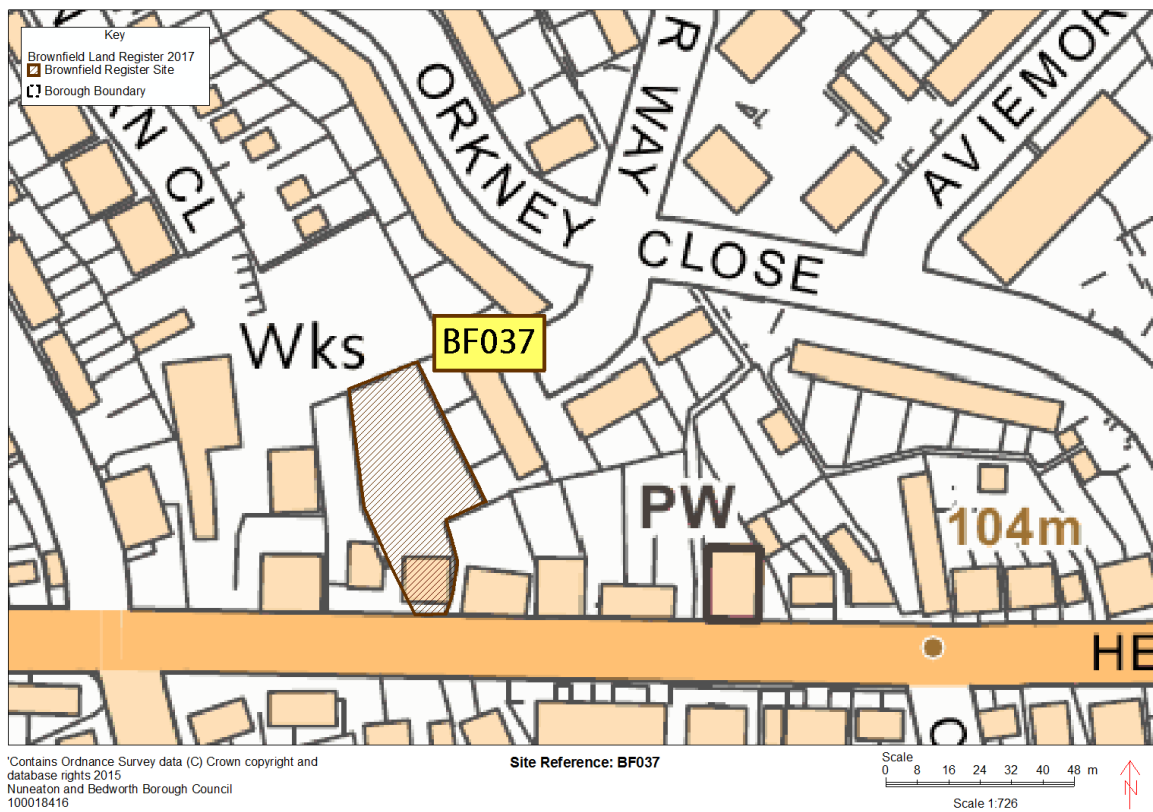 Key
Brownfield Land Register 2017
Brownfield Register Site
Borough Boundary
RN CL
ORKNEY
CLOSE
R WAY
AVIEMOR
Wks
BF037
PW
104m
HE
'Contains Ordnance Survey data (C) Crown copyright and
database rights 2015
Nuneaton and Bedworth Borough Council
100018416
Site Reference: BF037
Scale
0 8 16 24 32 40 48 m
Scale 1:726
N